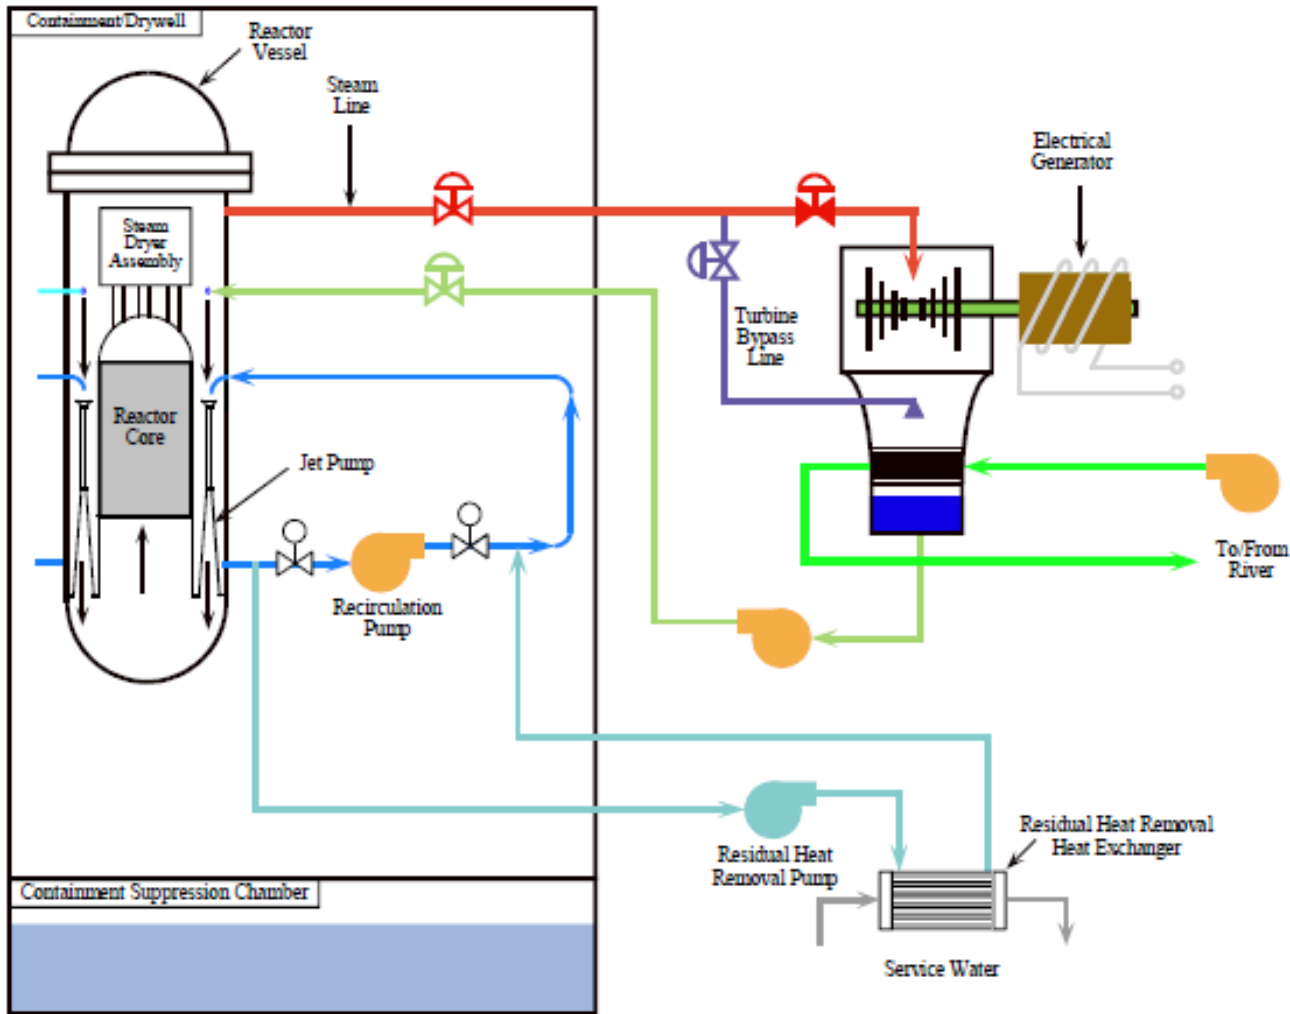 Containment/Drywell
Reactor
Vessel
Steam
Line
Electrical
Generator
Steam
Dryer
Assembly
Turbine
Bypass
Line
Reactor
Core
Jet Pump
To/From
River
Recirculation
Pump
Residual Heat
Removal Pump
Residual Heat Removal
Heat Exchanger
Containment Suppression Chamber
Service Water